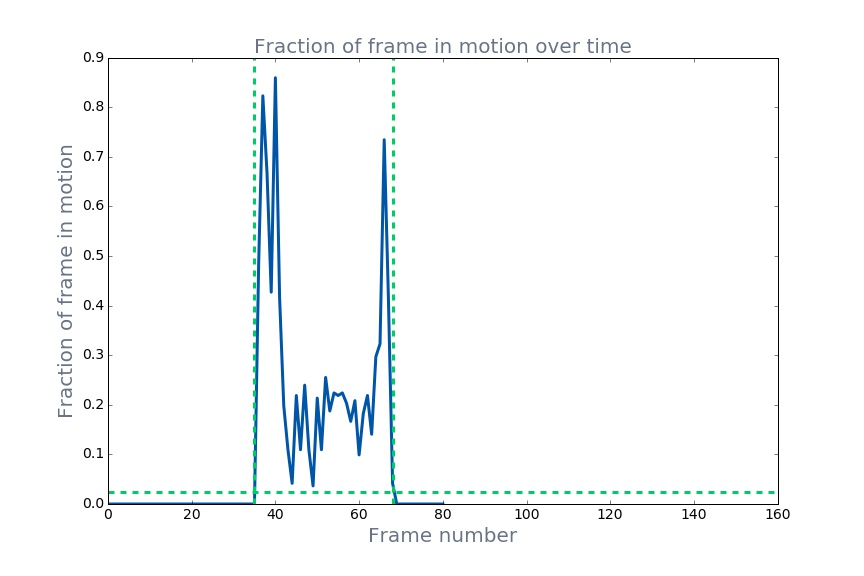 Fraction of frame in motion over time
0.9
0.8
0.7
0.6
0.5
0.4
0.3
0.2
0.1
0.0
Fraction of frame in motion
0 20 40 60 80 100 120 140 160
Frame number